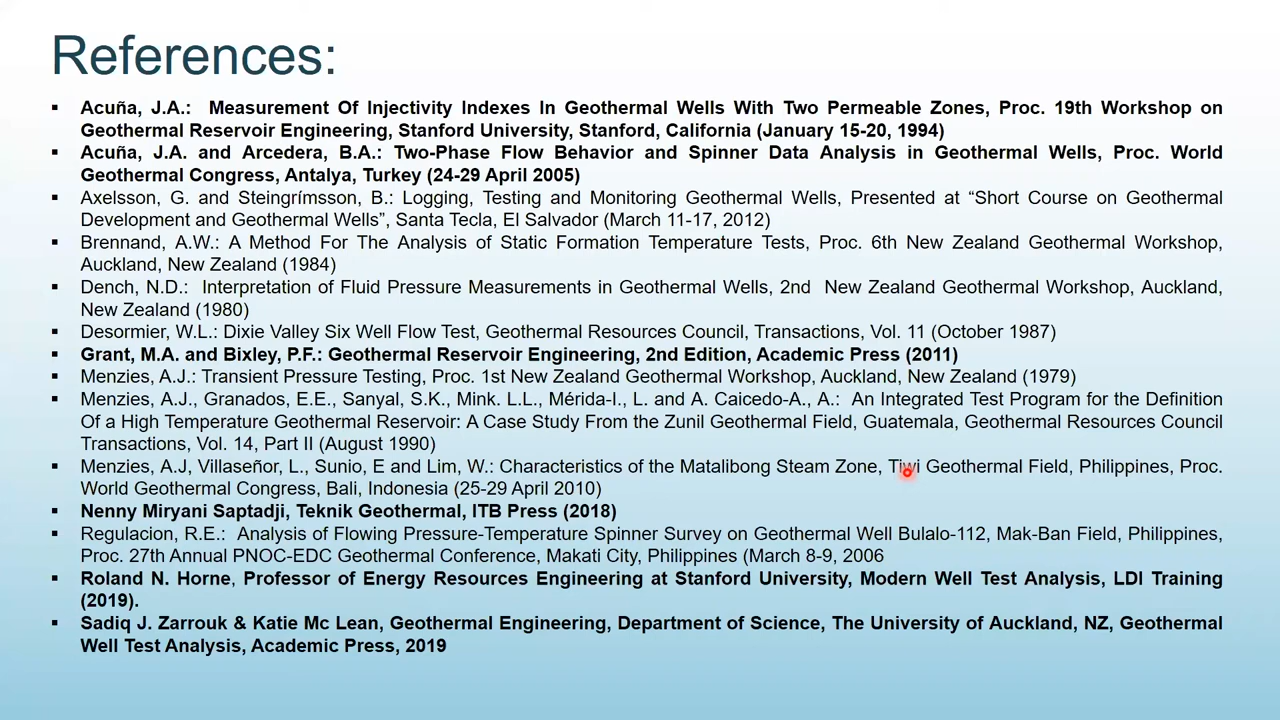 References:
▪ Acuña, J.A.: Measurement Of Injectivity Indexes In Geothermal Wells With Two Permeable Zones, Proc. 19th Workshop on
Geothermal Reservoir Engineering, Stanford University, Stanford, California (January 15-20, 1994)
▪ Acuña, J.A. and Arcedera, B.A.: Two-Phase Flow Behavior and Spinner Data Analysis in Geothermal Wells, Proc. World
Geothermal Congress, Antalya, Turkey (24-29 April 2005)
▪ Axelsson, G. and Steingrímsson, B.: Logging, Testing and Monitoring Geothermal Wells, Presented at “Short Course on Geothermal
Development and Geothermal Wells”, Santa Tecla, El Salvador (March 11-17, 2012)
▪ Brennand, A.W.: A Method For The Analysis of Static Formation Temperature Tests, Proc. 6th New Zealand Geothermal Workshop,
Auckland, New Zealand (1984)
▪ Dench, N.D.: Interpretation of Fluid Pressure Measurements in Geothermal Wells, 2nd New Zealand Geothermal Workshop, Auckland,
New Zealand (1980)
▪ Desormier, W.L.: Dixie Valley Six Well Flow Test, Geothermal Resources Council, Transactions, Vol. 11 (October 1987)
▪ Grant, M.A. and Bixley, P.F.: Geothermal Reservoir Engineering, 2nd Edition, Academic Press (2011)
▪ Menzies, A.J.: Transient Pressure Testing, Proc. 1st New Zealand Geothermal Workshop, Auckland, New Zealand (1979)
▪ Menzies, A.J., Granados, E.E., Sanyal, S.K., Mink. L.L., Mérida-I., L. and A. Caicedo-A., A.: An Integrated Test Program for the Definition
Of a High Temperature Geothermal Reservoir: A Case Study From the Zunil Geothermal Field, Guatemala, Geothermal Resources Council
Transactions, Vol. 14, Part II (August 1990)
▪ Menzies, A.J, Villaseñor, L., Sunio, E and Lim, W.: Characteristics of the Matalibong Steam Zone, Tiwi Geothermal Field, Philippines, Proc.
World Geothermal Congress, Bali, Indonesia (25-29 April 2010)
▪ Nenny Miryani Saptadji, Teknik Geothermal, ITB Press (2018)
▪ Regulacion, R.E.: Analysis of Flowing Pressure-Temperature Spinner Survey on Geothermal Well Bulalo-112, Mak-Ban Field, Philippines,
Proc. 27th Annual PNOC-EDC Geothermal Conference, Makati City, Philippines (March 8-9, 2006
▪ Roland N. Horne, Professor of Energy Resources Engineering at Stanford University, Modern Well Test Analysis, LDI Training
(2019).
▪ Sadiq J. Zarrouk & Katie Mc Lean, Geothermal Engineering, Department of Science, The University of Auckland, NZ, Geothermal
Well Test Analysis, Academic Press, 2019